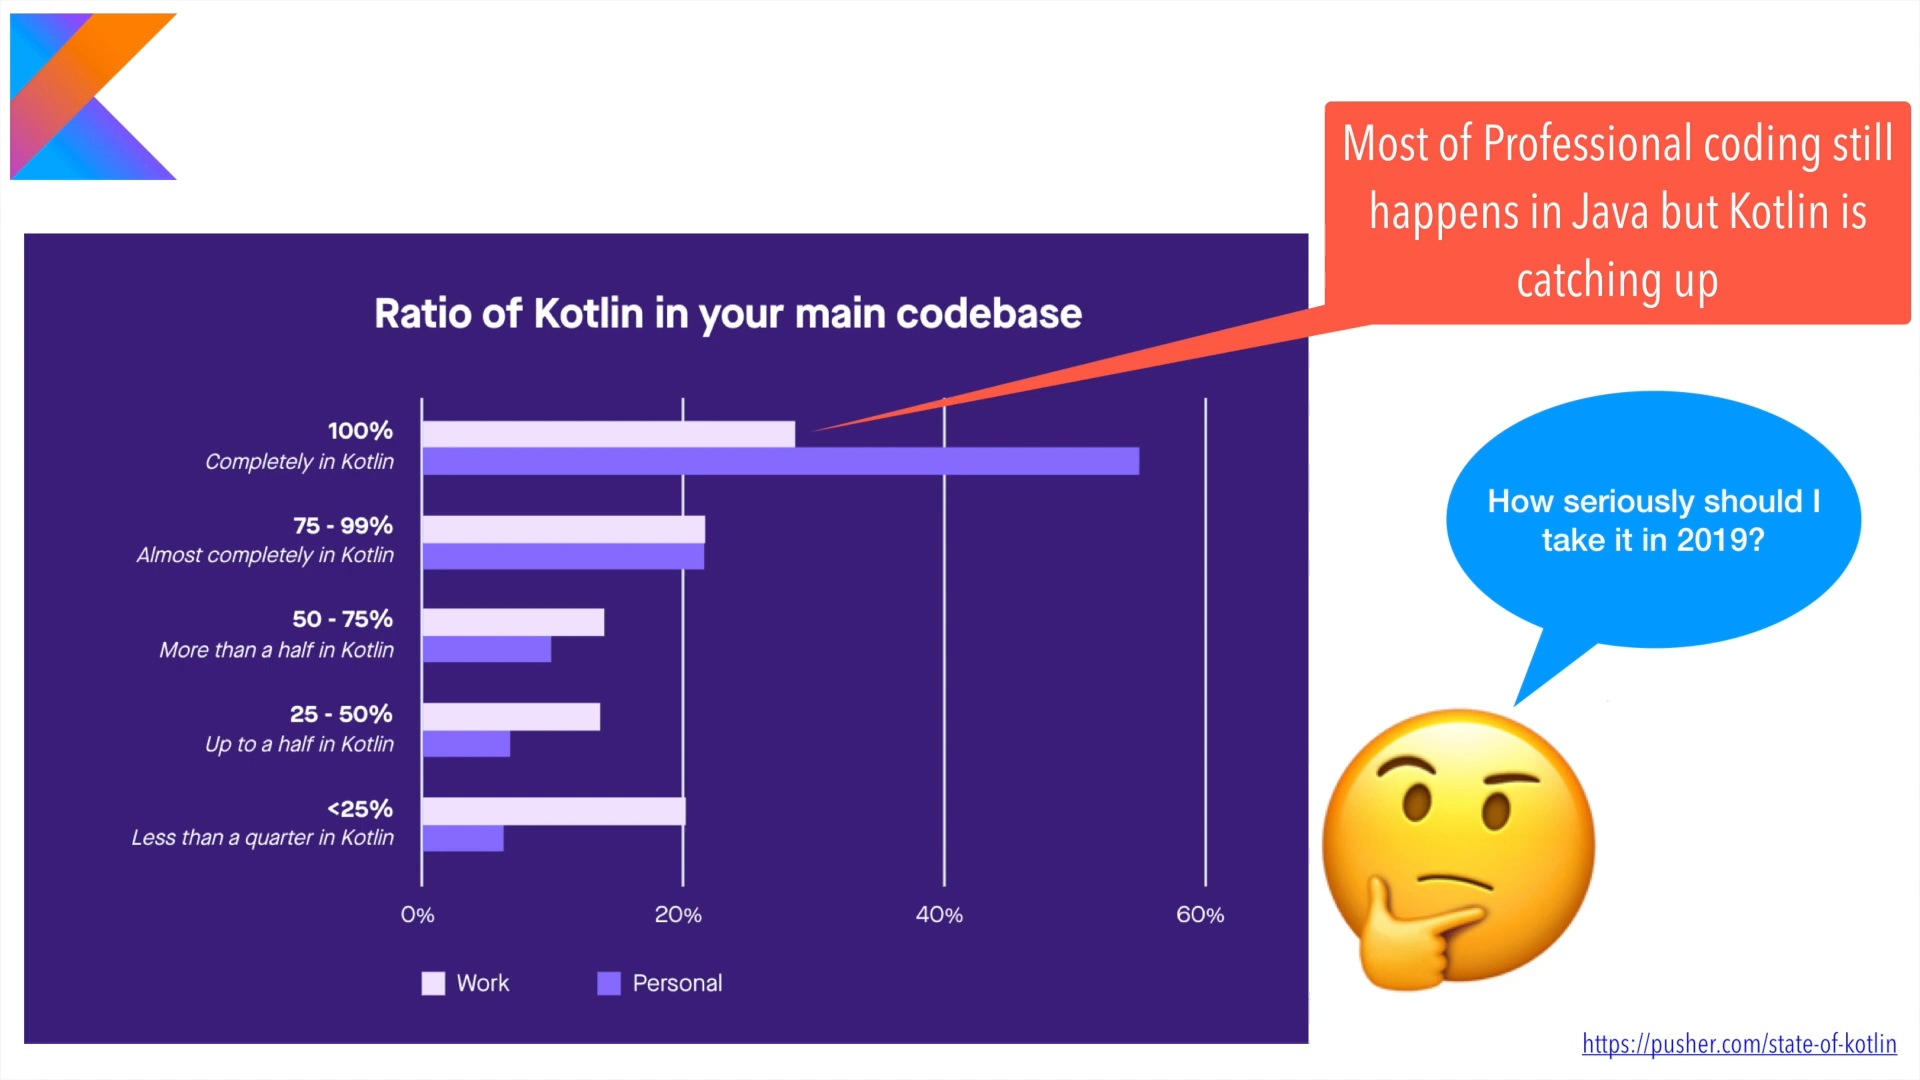 Most of Professional coding still
happens in Java but Kotlin is
catching up
Ratio of Kotlin in your main codebase
100%
Completely in Kotlin
75 - 99%
Almost completely in Kotlin
50 - 75%
More than a half in Kotlin
25 - 50%
Up to a half in Kotlin
<25%
Less than a quarter in Kotlin
0% 20% 40% 60%
Work Personal
How seriously should I
take it in 2019?
https://pusher.com/state-of-kotlin